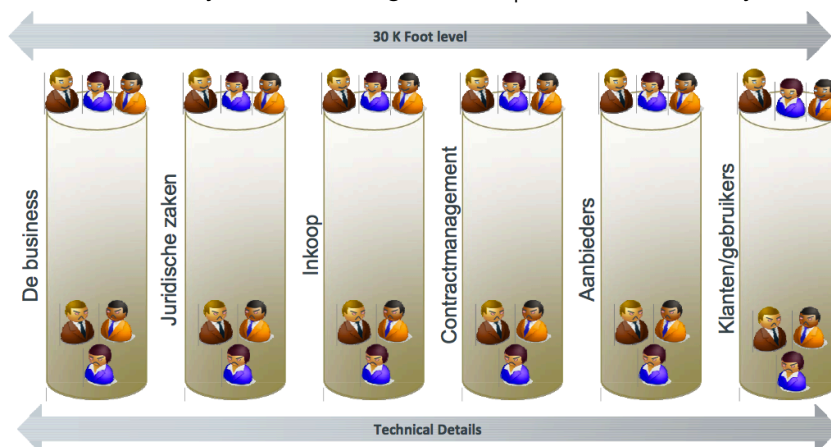 30 K Foot level
De business
Juridische zaken
Inkoop
Contractmanagement
Aanbieders
Klanten/gebruikers
Technical Details